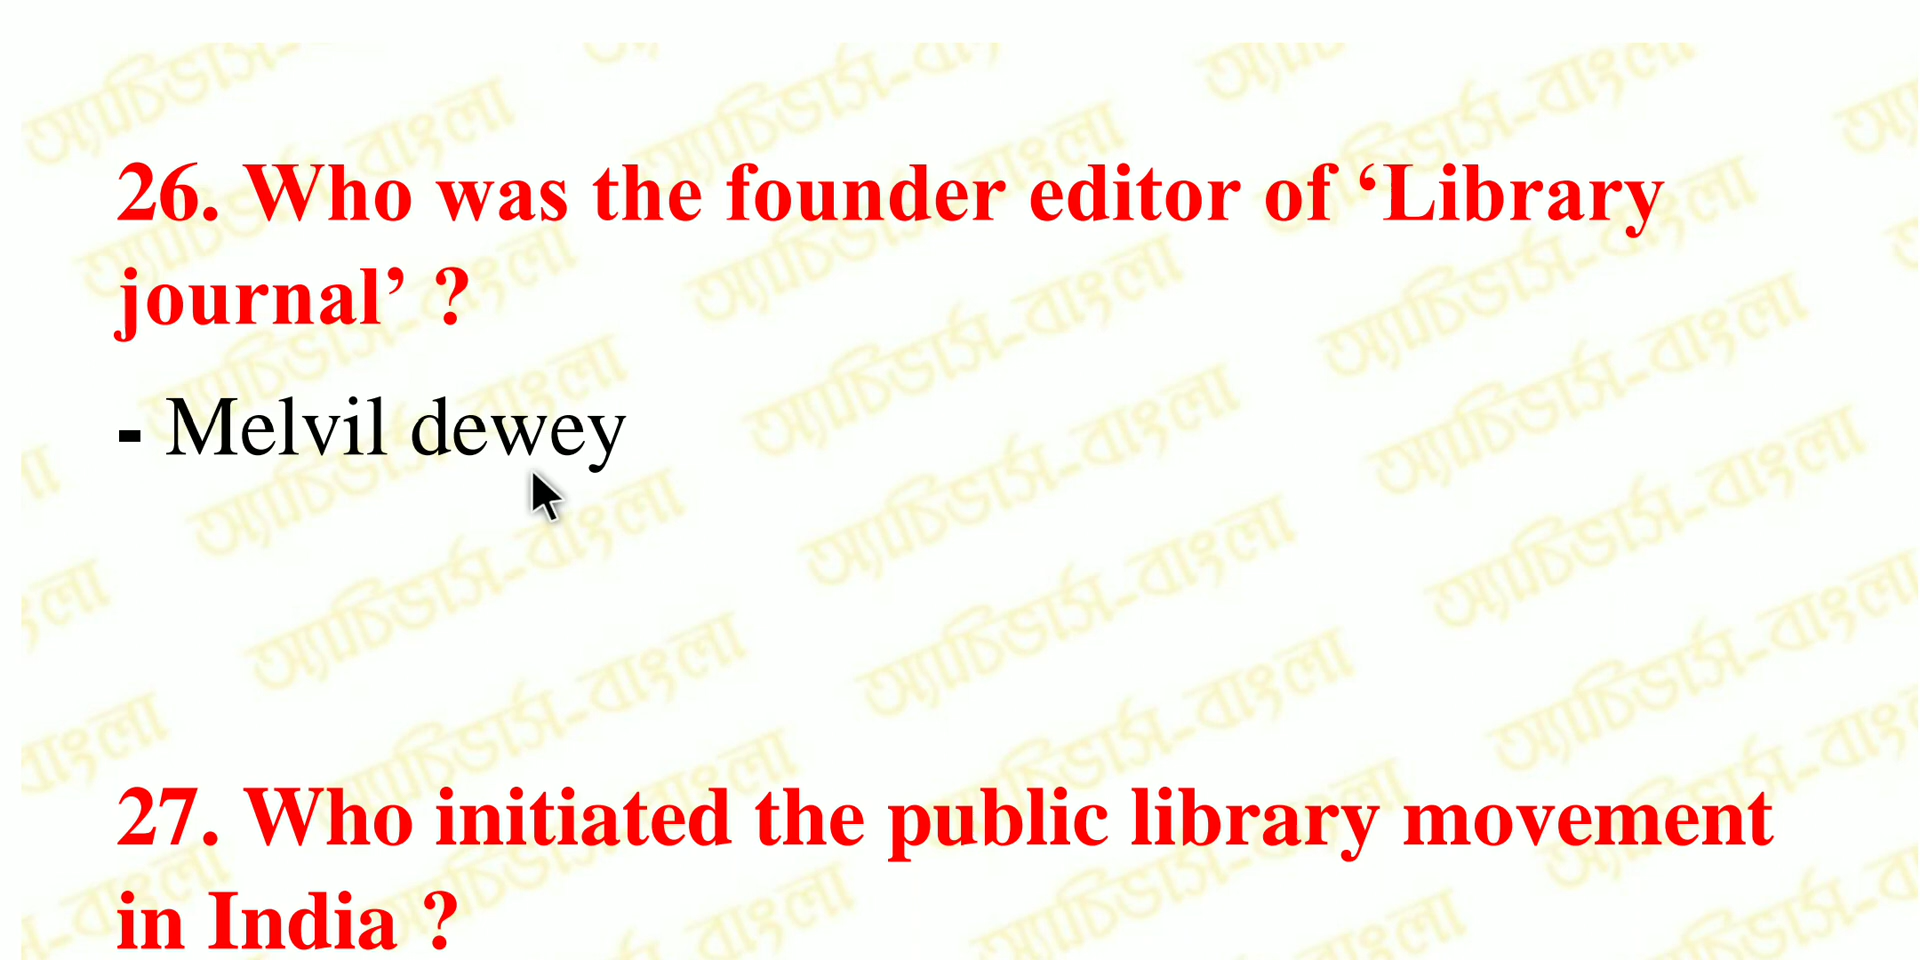 26. Who was the founder editor of ‘Library
journal’ ?
- Melvil dewey
27. Who initiated the public library movement
in India ?
অ্যাচিভার্স-বাংলা